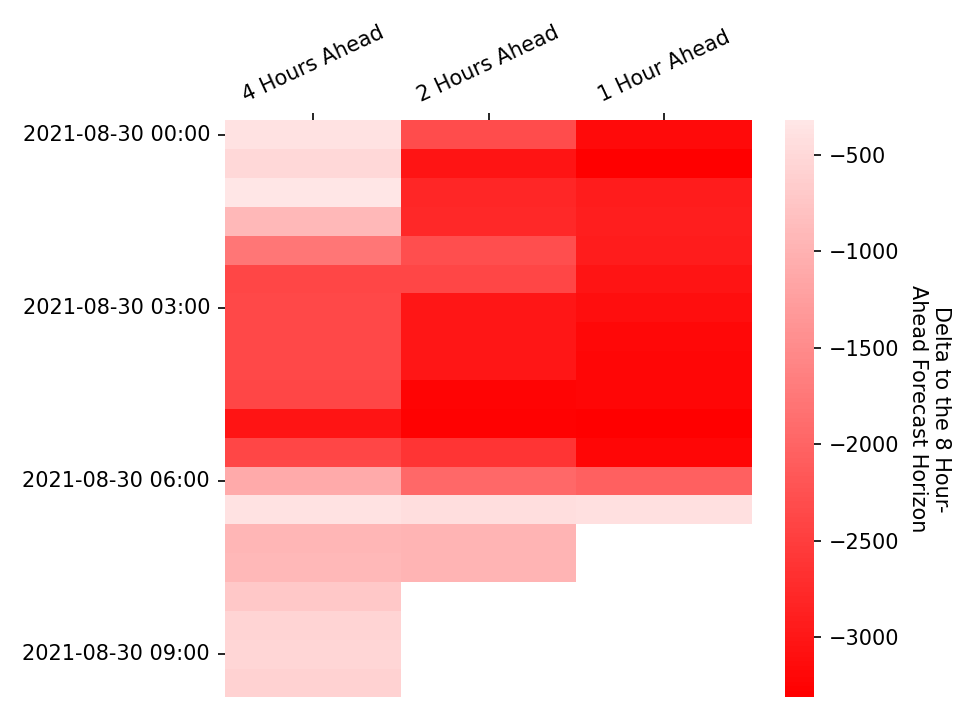 4 Hours Ahead
2 Hours Ahead
1 Hour Ahead
2021-08-30 00:00
2021-08-30 03:00
2021-08-30 06:00
2021-08-30 09:00
−500
−1000
−1500
−2000
−2500
−3000
Delta to the 8 Hour-
Ahead Forecast Horizon